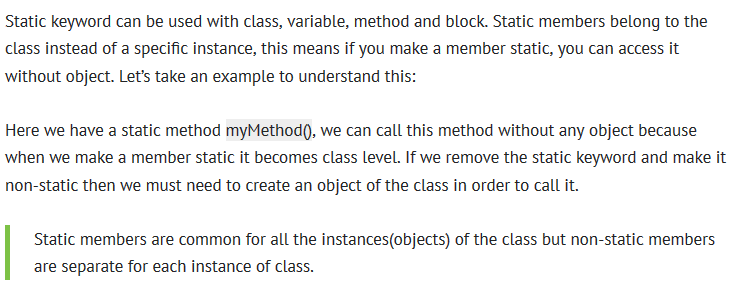 Static keyword can be used with class, variable, method and block. Static members belong to the
class instead of a specific instance, this means if you make a member static, you can access it
without object. Let’s take an example to understand this:
Here we have a static method myMethod(), we can call this method without any object because
when we make a member static it becomes class level. If we remove the static keyword and make it
non-static then we must need to create an object of the class in order to call it.
Static members are common for all the instances(objects) of the class but non-static members
are separate for each instance of class.